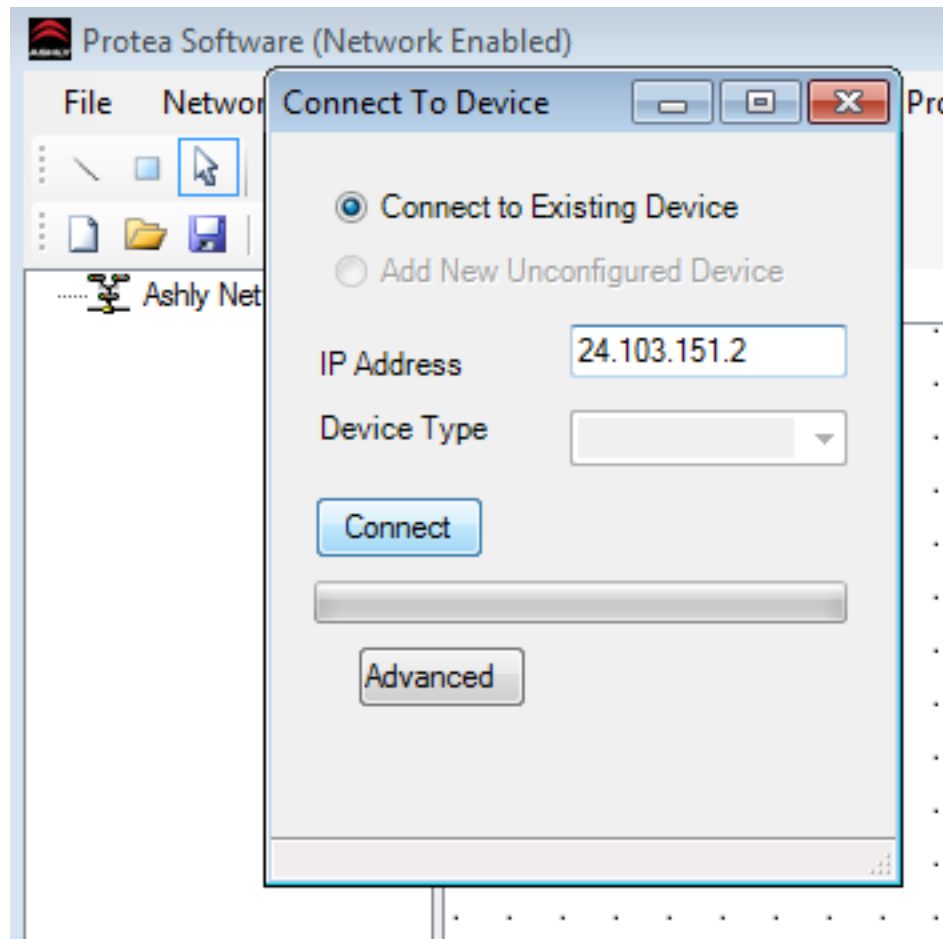 Protea Software (Network Enabled)
File Networ
Connect To Device
Pro
Connect to Existing Device
Add New Unconfigured Device
Ashly Net
IP Address 24.103.151.2
Device Type
Connect
Advanced